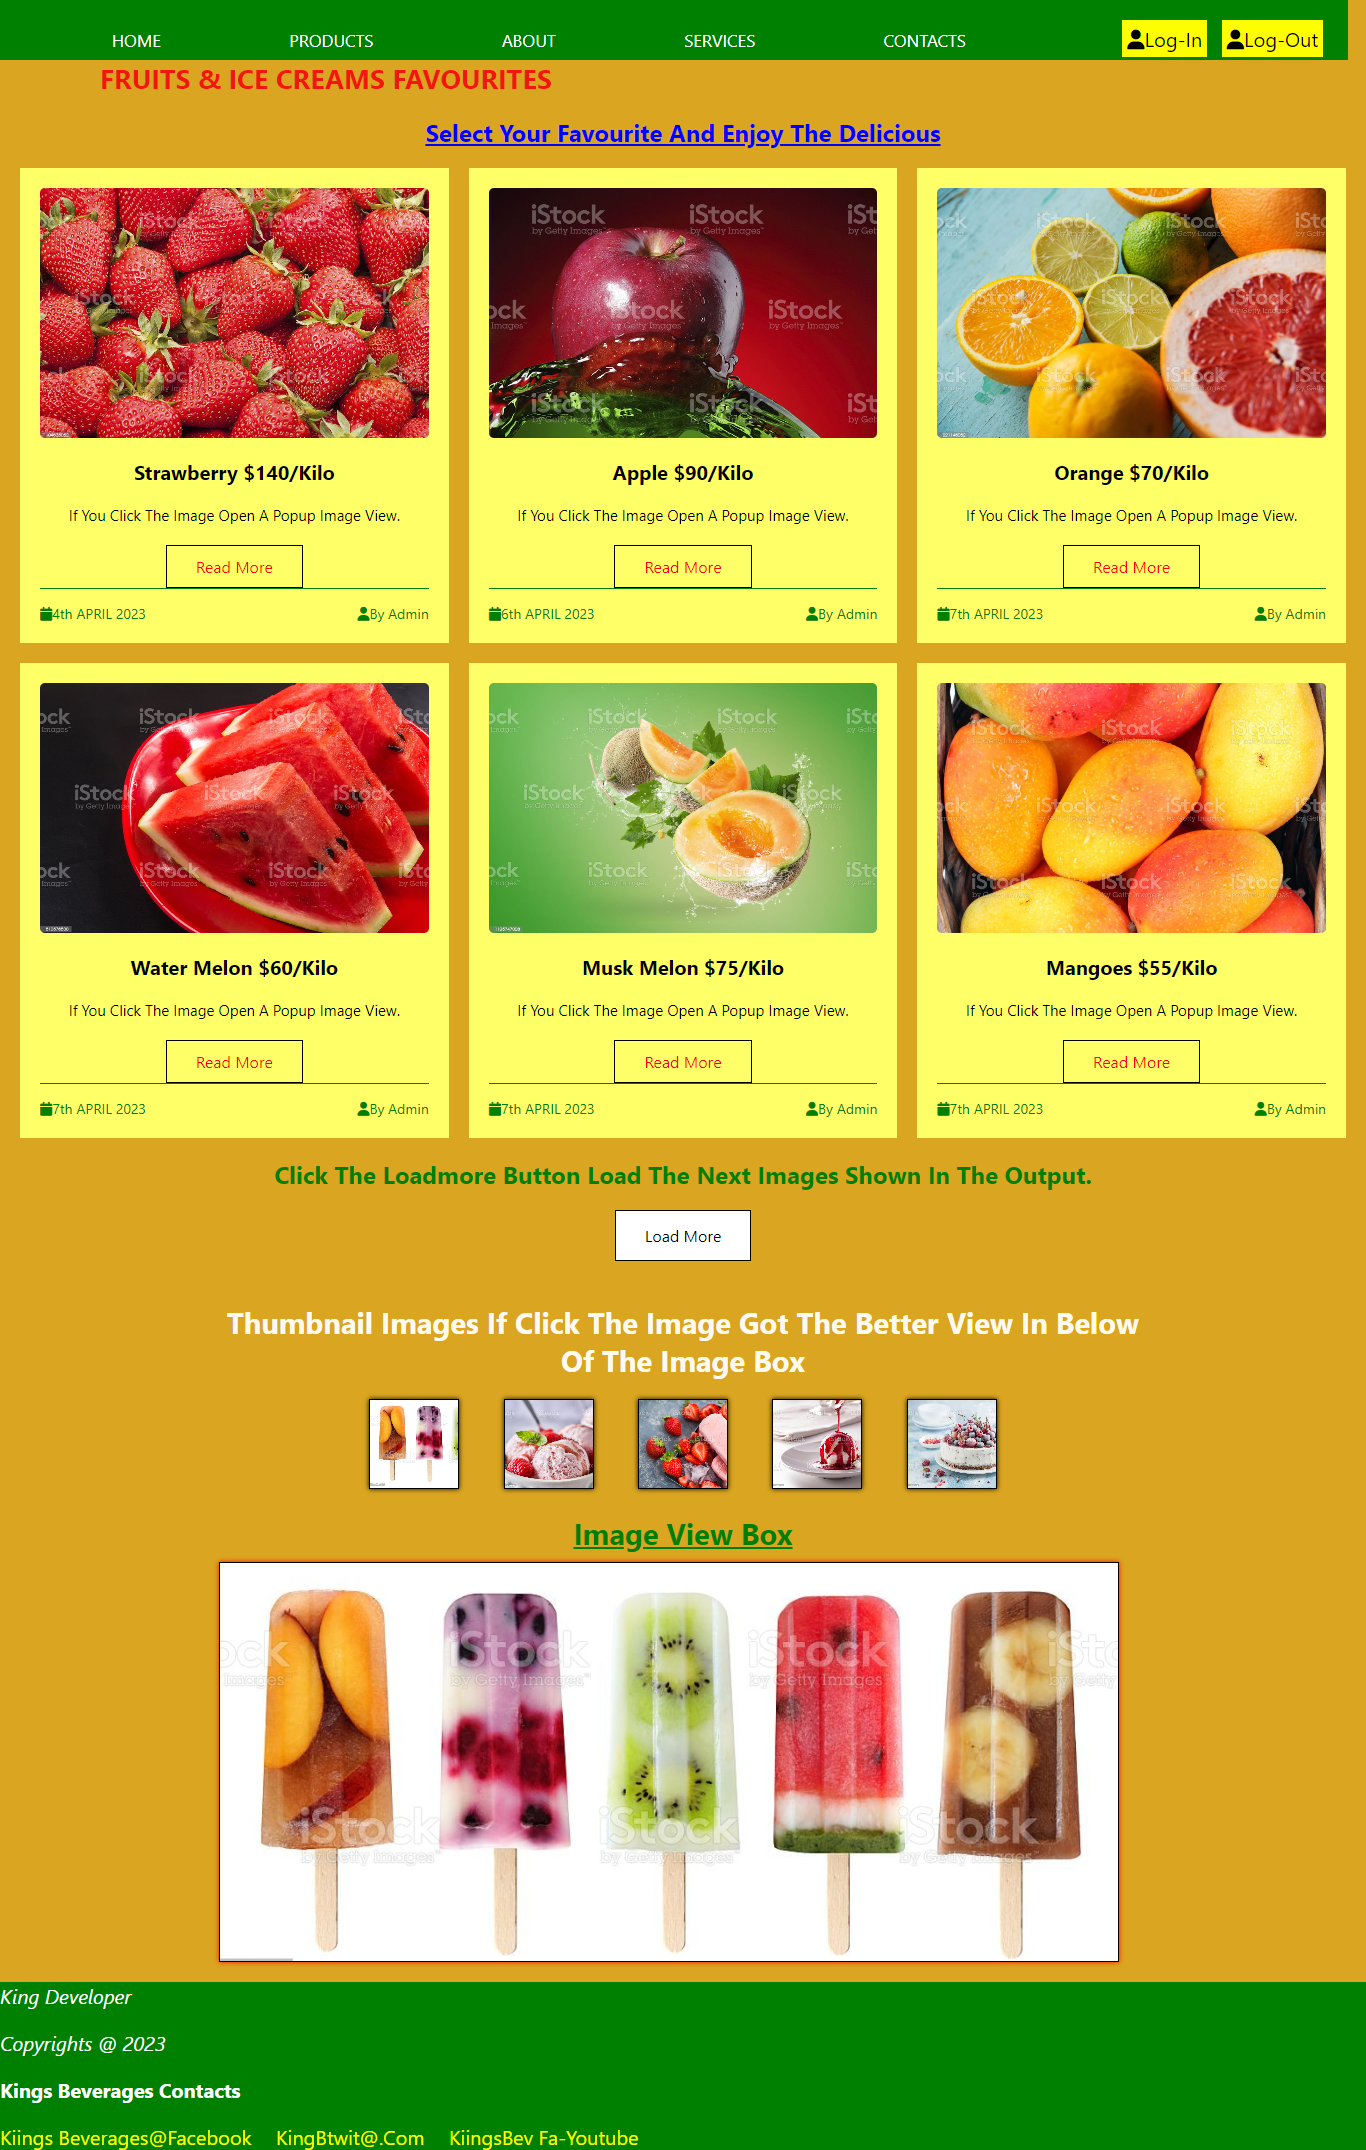 HOME PRODUCTS ABOUT SERVICES CONTACTS Log-In Log-Out
FRUITS & ICE CREAMS FAVOURITES
Select Your Favourite And Enjoy The Delicious
iStock
by Getty Images™
Strawberry $140/Kilo Apple $90/Kilo Orange $70/Kilo
If You Click The Image Open A Popup Image View. If You Click The Image Open A Popup Image View. If You Click The Image Open A Popup Image View.
Read More Read More Read More
4th APRIL 2023 By Admin 6th APRIL 2023 By Admin 7th APRIL 2023 By Admin
Water Melon $60/Kilo Musk Melon $75/Kilo Mangoes $55/Kilo
If You Click The Image Open A Popup Image View. If You Click The Image Open A Popup Image View. If You Click The Image Open A Popup Image View.
Read More Read More Read More
7th APRIL 2023 By Admin 7th APRIL 2023 By Admin 7th APRIL 2023 By Admin
Click The Loadmore Button Load The Next Images Shown In The Output.
Load More
Thumbnail Images If Click The Image Got The Better View In Below
Of The Image Box
Image View Box
iStock
by Getty Images™
King Developer
Copyrights @ 2023
Kings Beverages Contacts
Kiings Beverages@Facebook KingBtwit@.Com KiingsBev Fa-Youtube